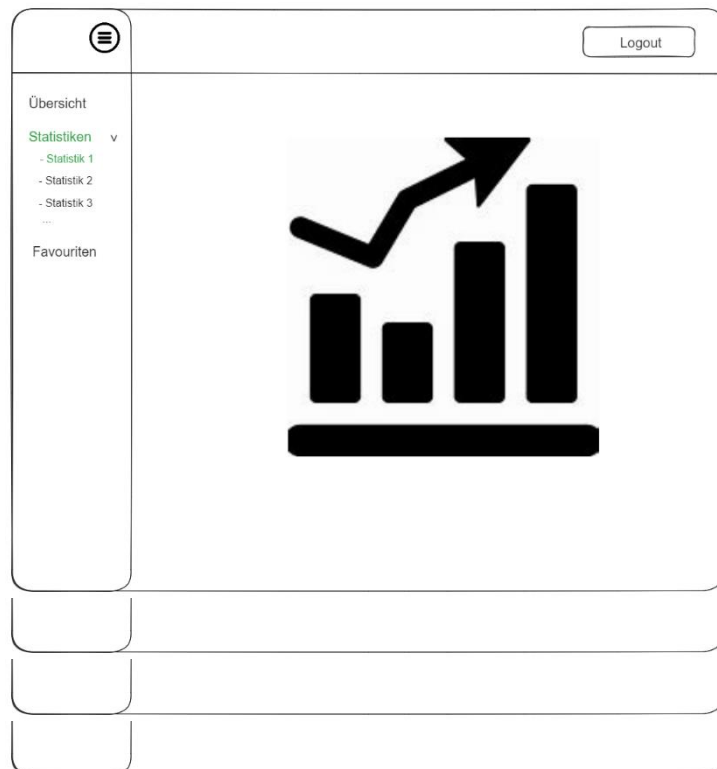 Logout
Übersicht
Statistiken v
- Statistik 1
- Statistik 2
- Statistik 3
...
Favouriten